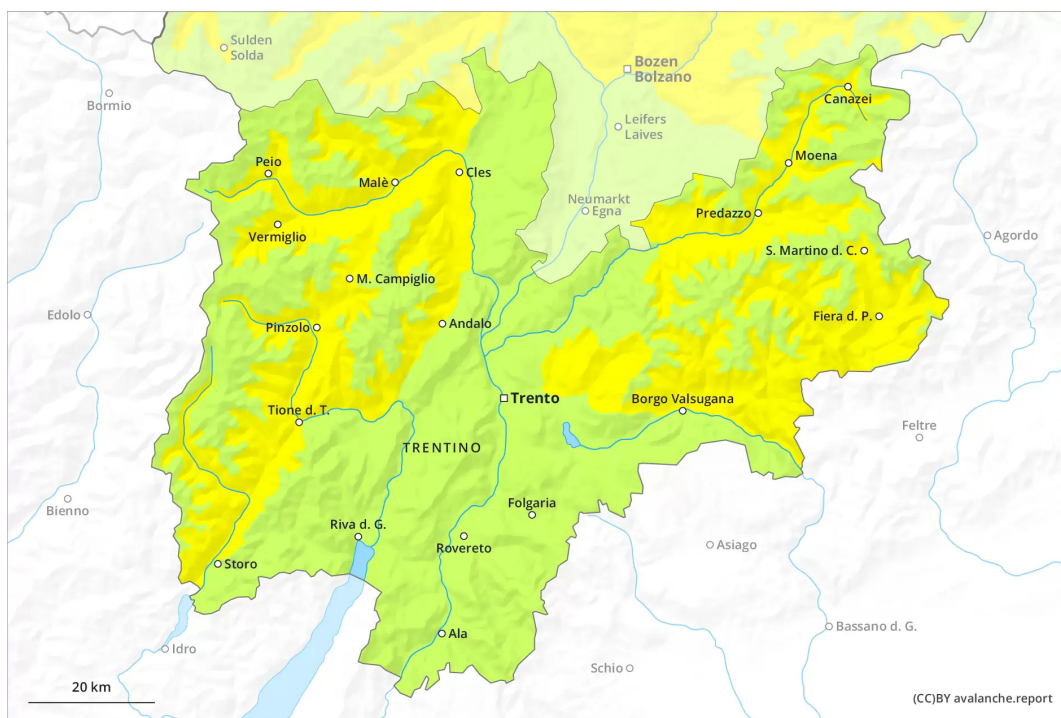 Sulden
Solda
Bozen
Bolzano
Bormio
Canazei
Leifers
Laives
Peio
Malè
Cles
Moena
Neumarkt
Egna
Predazzo
Vermiglio
Agordo
S. Martino d. C.
M. Campiglio
Edolo
Pinzolo
Andalo
Fiera d. P.
Trento
Borgo Valsugana
Tione d. T.
Feltre
TRENTINO
Bienno
Folgaria
Riva d. G.
Rovereto
Asiago
Storo
Ala
Bassano d. G.
Idro
Schio
20 km
(CC)BY avalanche.report